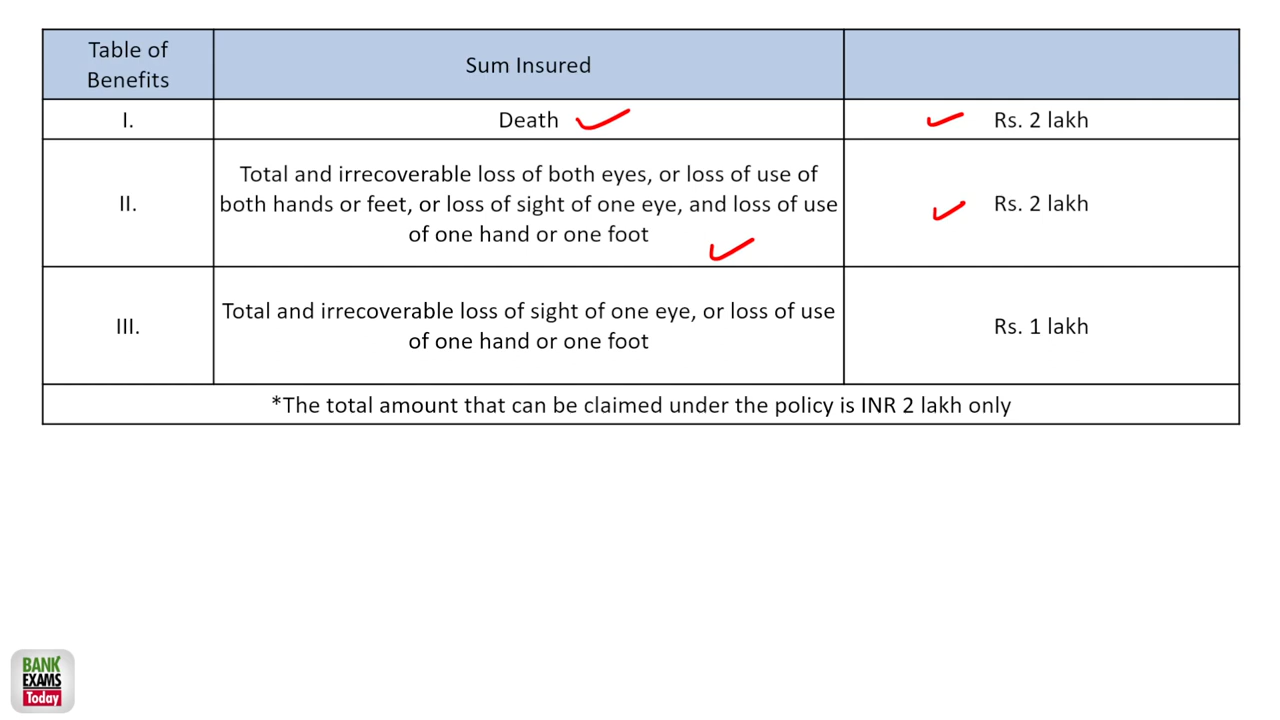 Table of
Benefits
Sum Insured
I.
Death
Rs. 2 lakh
II.
Total and irrecoverable loss of both eyes, or loss of use of
both hands or feet, or loss of sight of one eye, and loss of use
of one hand or one foot
Rs. 2 lakh
III.
Total and irrecoverable loss of sight of one eye, or loss of use
of one hand or one foot
Rs. 1 lakh
*The total amount that can be claimed under the policy is INR 2 lakh only
BANK
EXAMS
Today